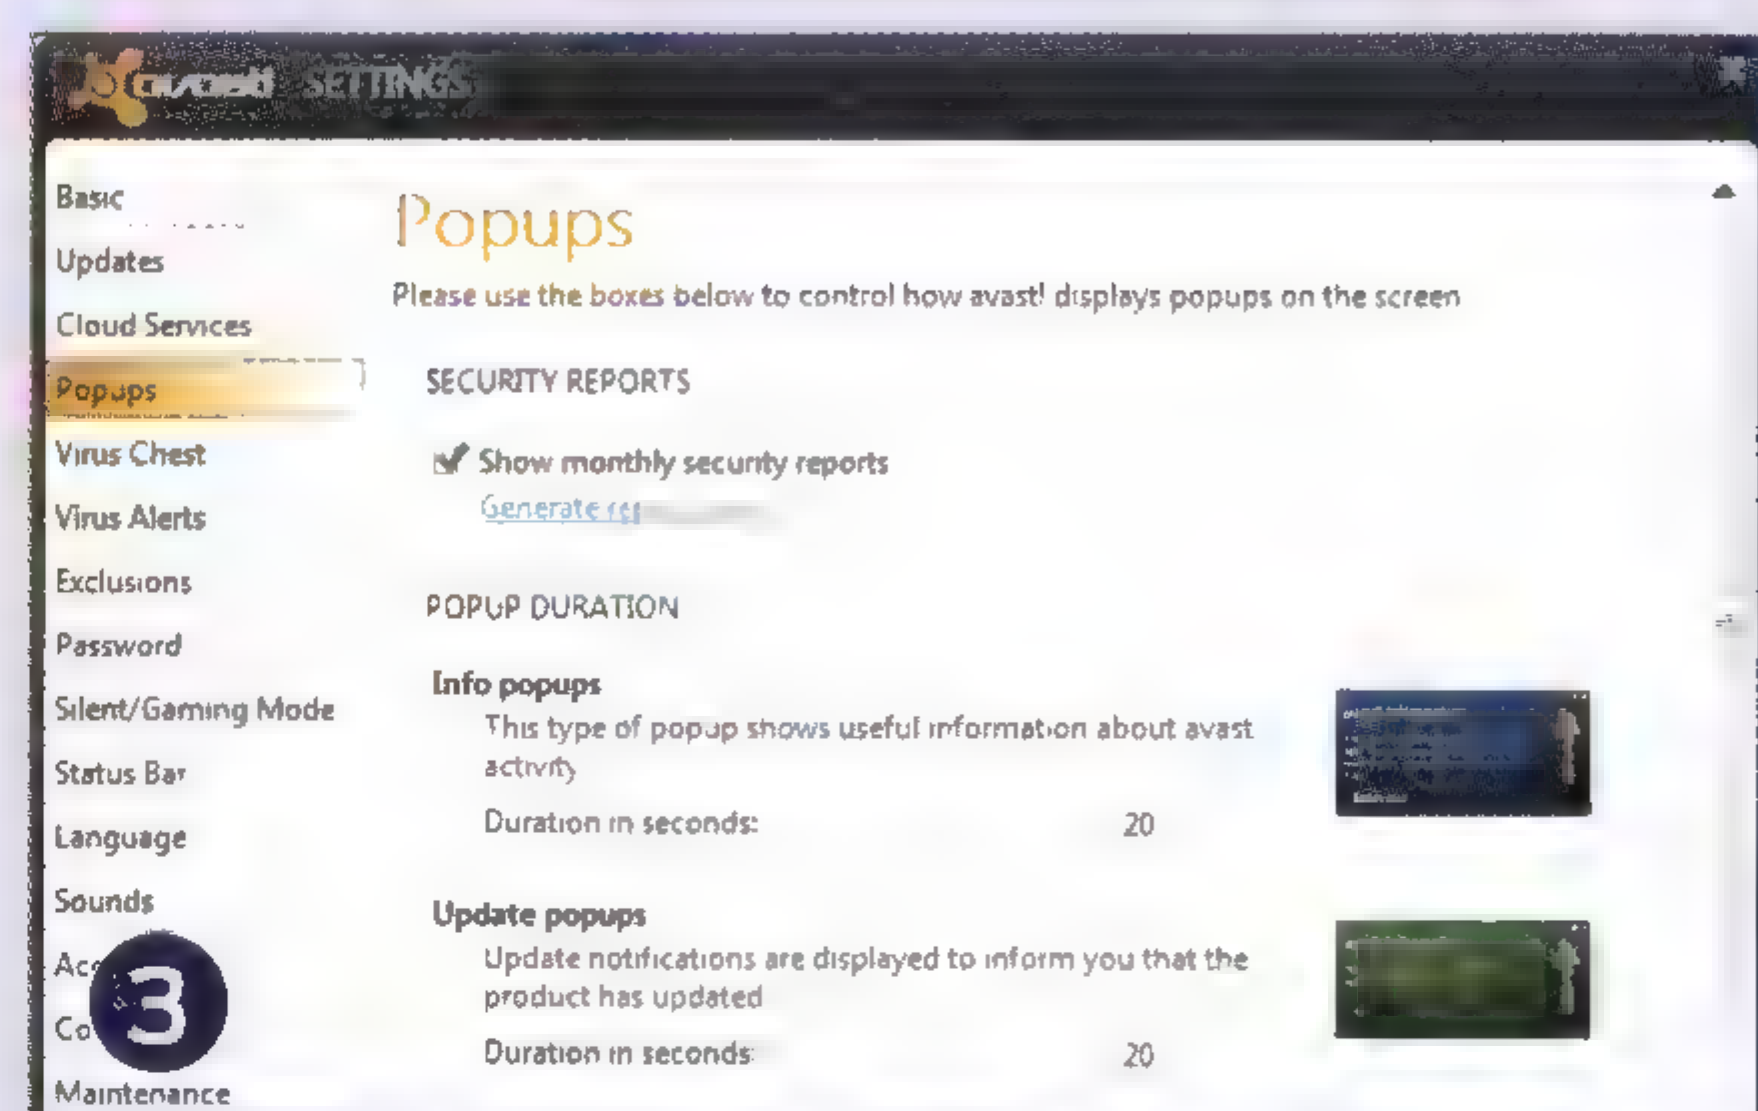 avast! SETTINGS
Basic
Updates
Cloud Services
Popups
Virus Chest
Virus Alerts
Exclusions
Password
Silent/Gaming Mode
Status Bar
Language
Sounds
Ac
Co
3
Maintenance
Popups
Please use the boxes below to control how avast! displays popups on the screen
SECURITY REPORTS
Show monthly security reports
Generate
POPUP DURATION
Info popups
This type of popup shows useful information about avast
activity
Duration in seconds:
20
Update popups
Update notifications are displayed to inform you that the
product has updated
Duration in seconds:
20